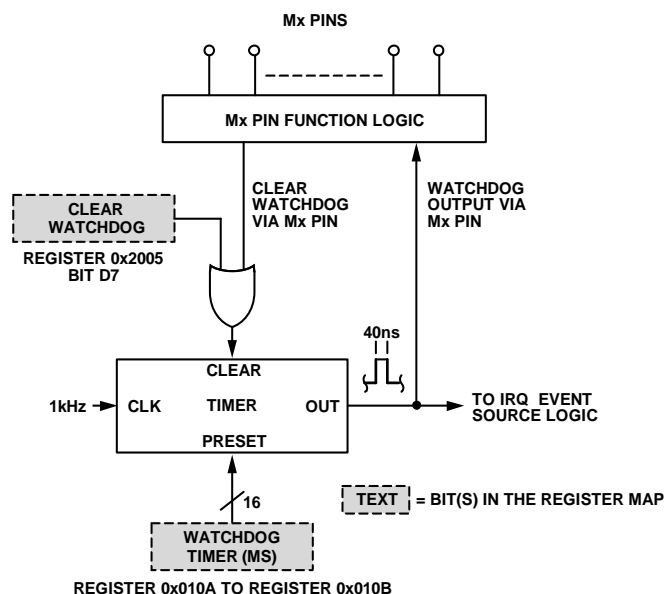 Mx PINS
Mx PIN FUNCTION LOGIC
CLEAR
WATCHDOG
VIA Mx PIN
WATCHDOG
OUTPUT VIA
Mx PIN
CLEAR
WATCHDOG
REGISTER 0x2005
BIT D7
40ns
CLEAR
1kHz
CLK
TIMER
OUT
PRESET
TO IRQ EVENT
SOURCE LOGIC
16
TEXT = BIT(S) IN THE REGISTER MAP
WATCHDOG
TIMER (MS)
REGISTER 0x010A TO REGISTER 0x010B